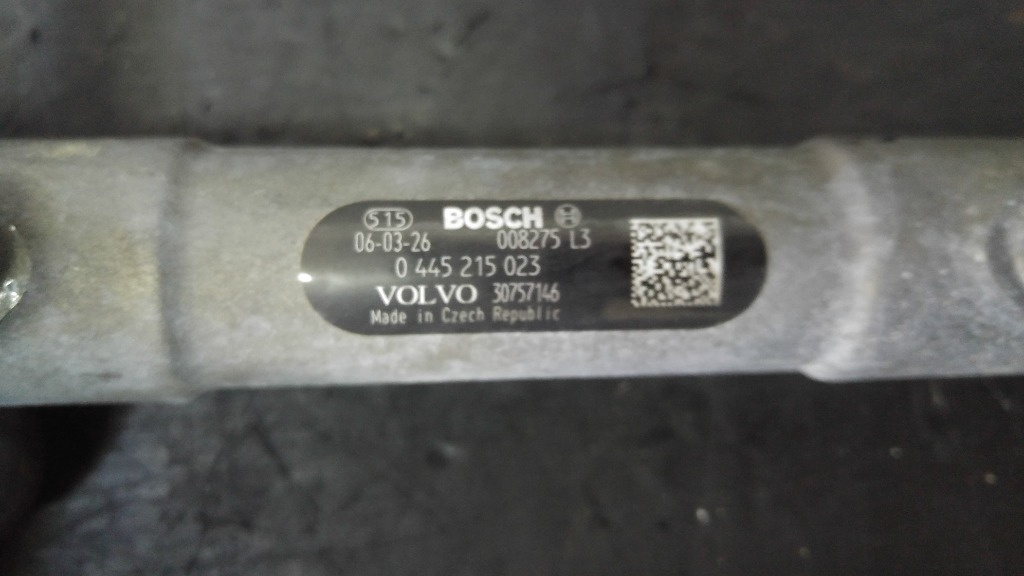 515 BOSCH
06-03-26 008275 L3
0 445 215 023
VOLVO 30757146
Made in Czech Republic